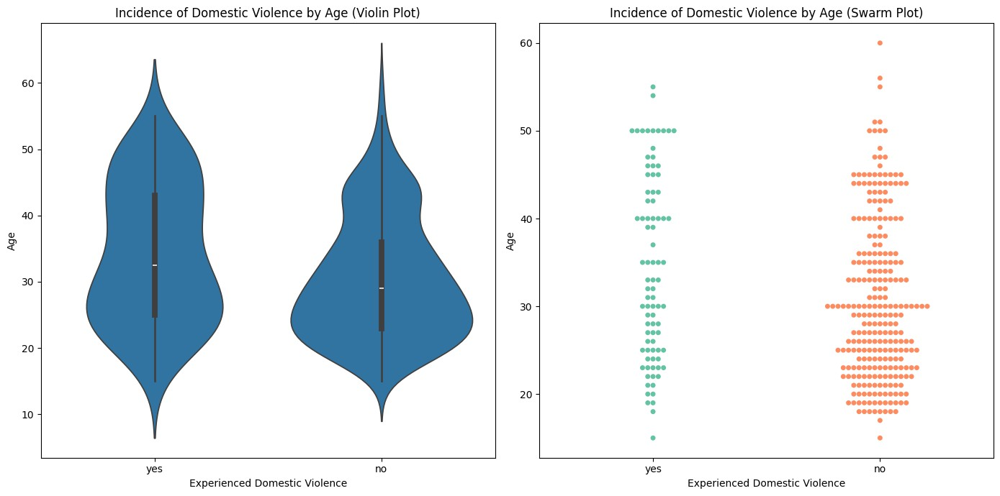 Incidence of Domestic Violence by Age (Violin Plot)
Age
60
50
40
30
20
10
yes
no
Experienced Domestic Violence
Incidence of Domestic Violence by Age (Swarm Plot)
Age
60
50
40
30
20
yes
no
Experienced Domestic Violence